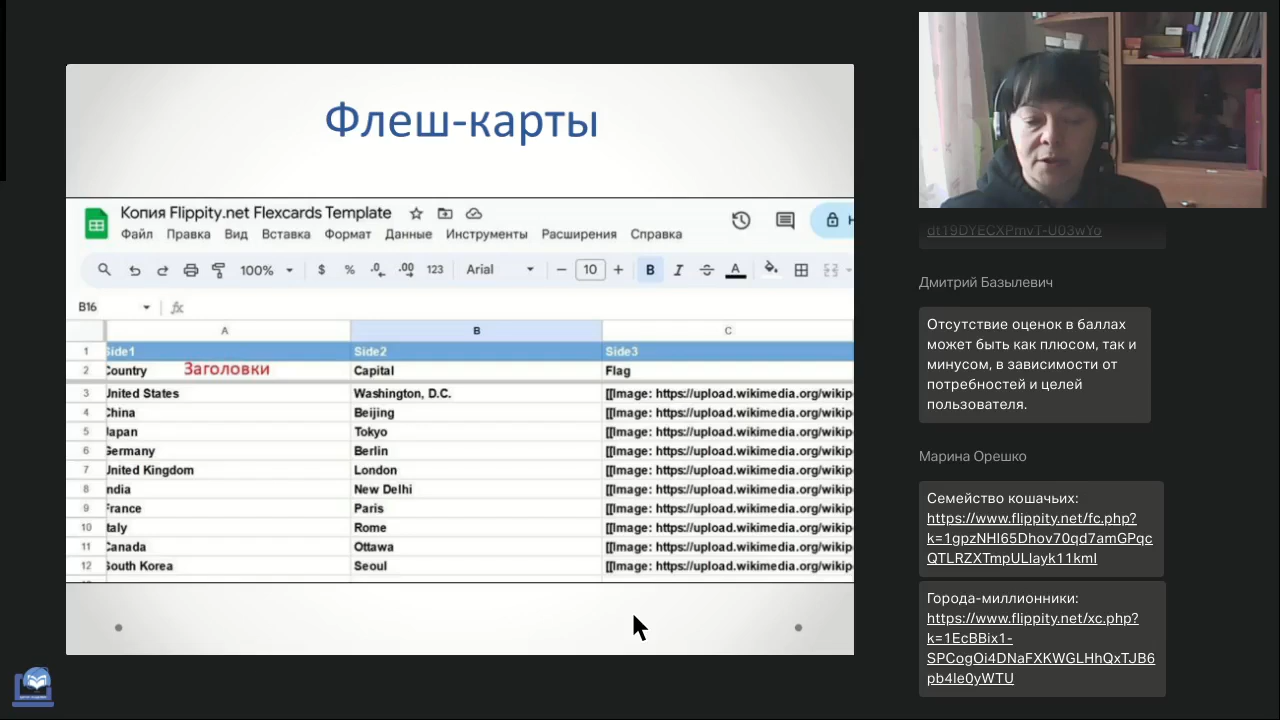 Флеш-карты
Копия Flippity.net Flexcards Template
Файл Правка Вид Вставка Формат Данные Инструменты Расширения Справка
100% $ % .0 .00 123 Arial 10 B I A
B16 fx
A B C
1 Side1 Side2 Side3
2 Country Заголовки Capital Flag
3 United States Washington, D.C. [[Image: https://upload.wikimedia.org/wikip
4 China Beijing [[Image: https://upload.wikimedia.org/wikip
5 Japan Tokyo [[Image: https://upload.wikimedia.org/wikip
6 Germany Berlin [[Image: https://upload.wikimedia.org/wikip
7 United Kingdom London [[Image: https://upload.wikimedia.org/wikip
8 India New Delhi [[Image: https://upload.wikimedia.org/wikip
9 France Paris [[Image: https://upload.wikimedia.org/wikip
10 Italy Rome [[Image: https://upload.wikimedia.org/wikip
11 Canada Ottawa [[Image: https://upload.wikimedia.org/wikip
12 South Korea Seoul [[Image: https://upload.wikimedia.org/wikip
dt19DYECXPmvT-U03wYo
Дмитрий Базылевич
Отсутствие оценок в баллах
может быть как плюсом, так и
минусом, в зависимости от
потребностей и целей
пользователя.
Марина Орешко
Семейство кошачьих:
https://www.flippity.net/fc.php?
k=1gpzNHl65Dhov70qd7amGPqc
QTLRZXTmpULlayk11kmI
Города-миллионники:
https://www.flippity.net/xc.php?
k=1EcBBix1-
SPCogOi4DNaFXKWGLHhQxTJB6
pb4le0yWTU